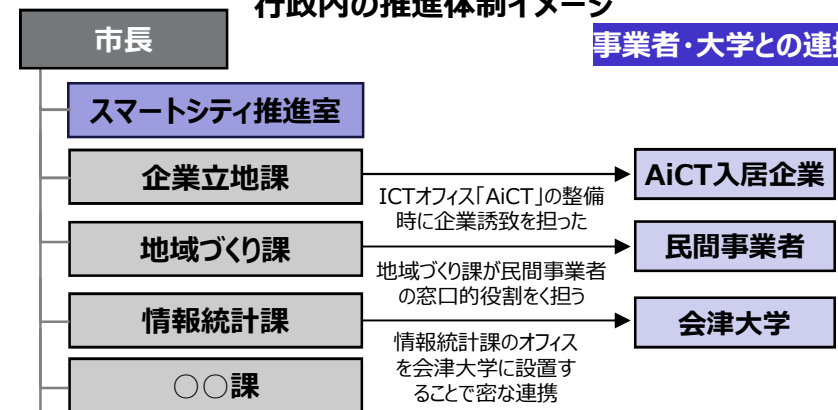 行政内の推進体制イメージ
市長
事業者・大学との連携
スマートシティ推進室
企業立地課
AiCT入居企業
ICTオフィス「AiCT」の整備
時に企業誘致を担った
地域づくり課
民間事業者
地域づくり課が民間事業者
の窓口的役割をく担う
情報統計課
会津大学
情報統計課のオフィス
を会津大学に設置す
ることで密な連携
○○課